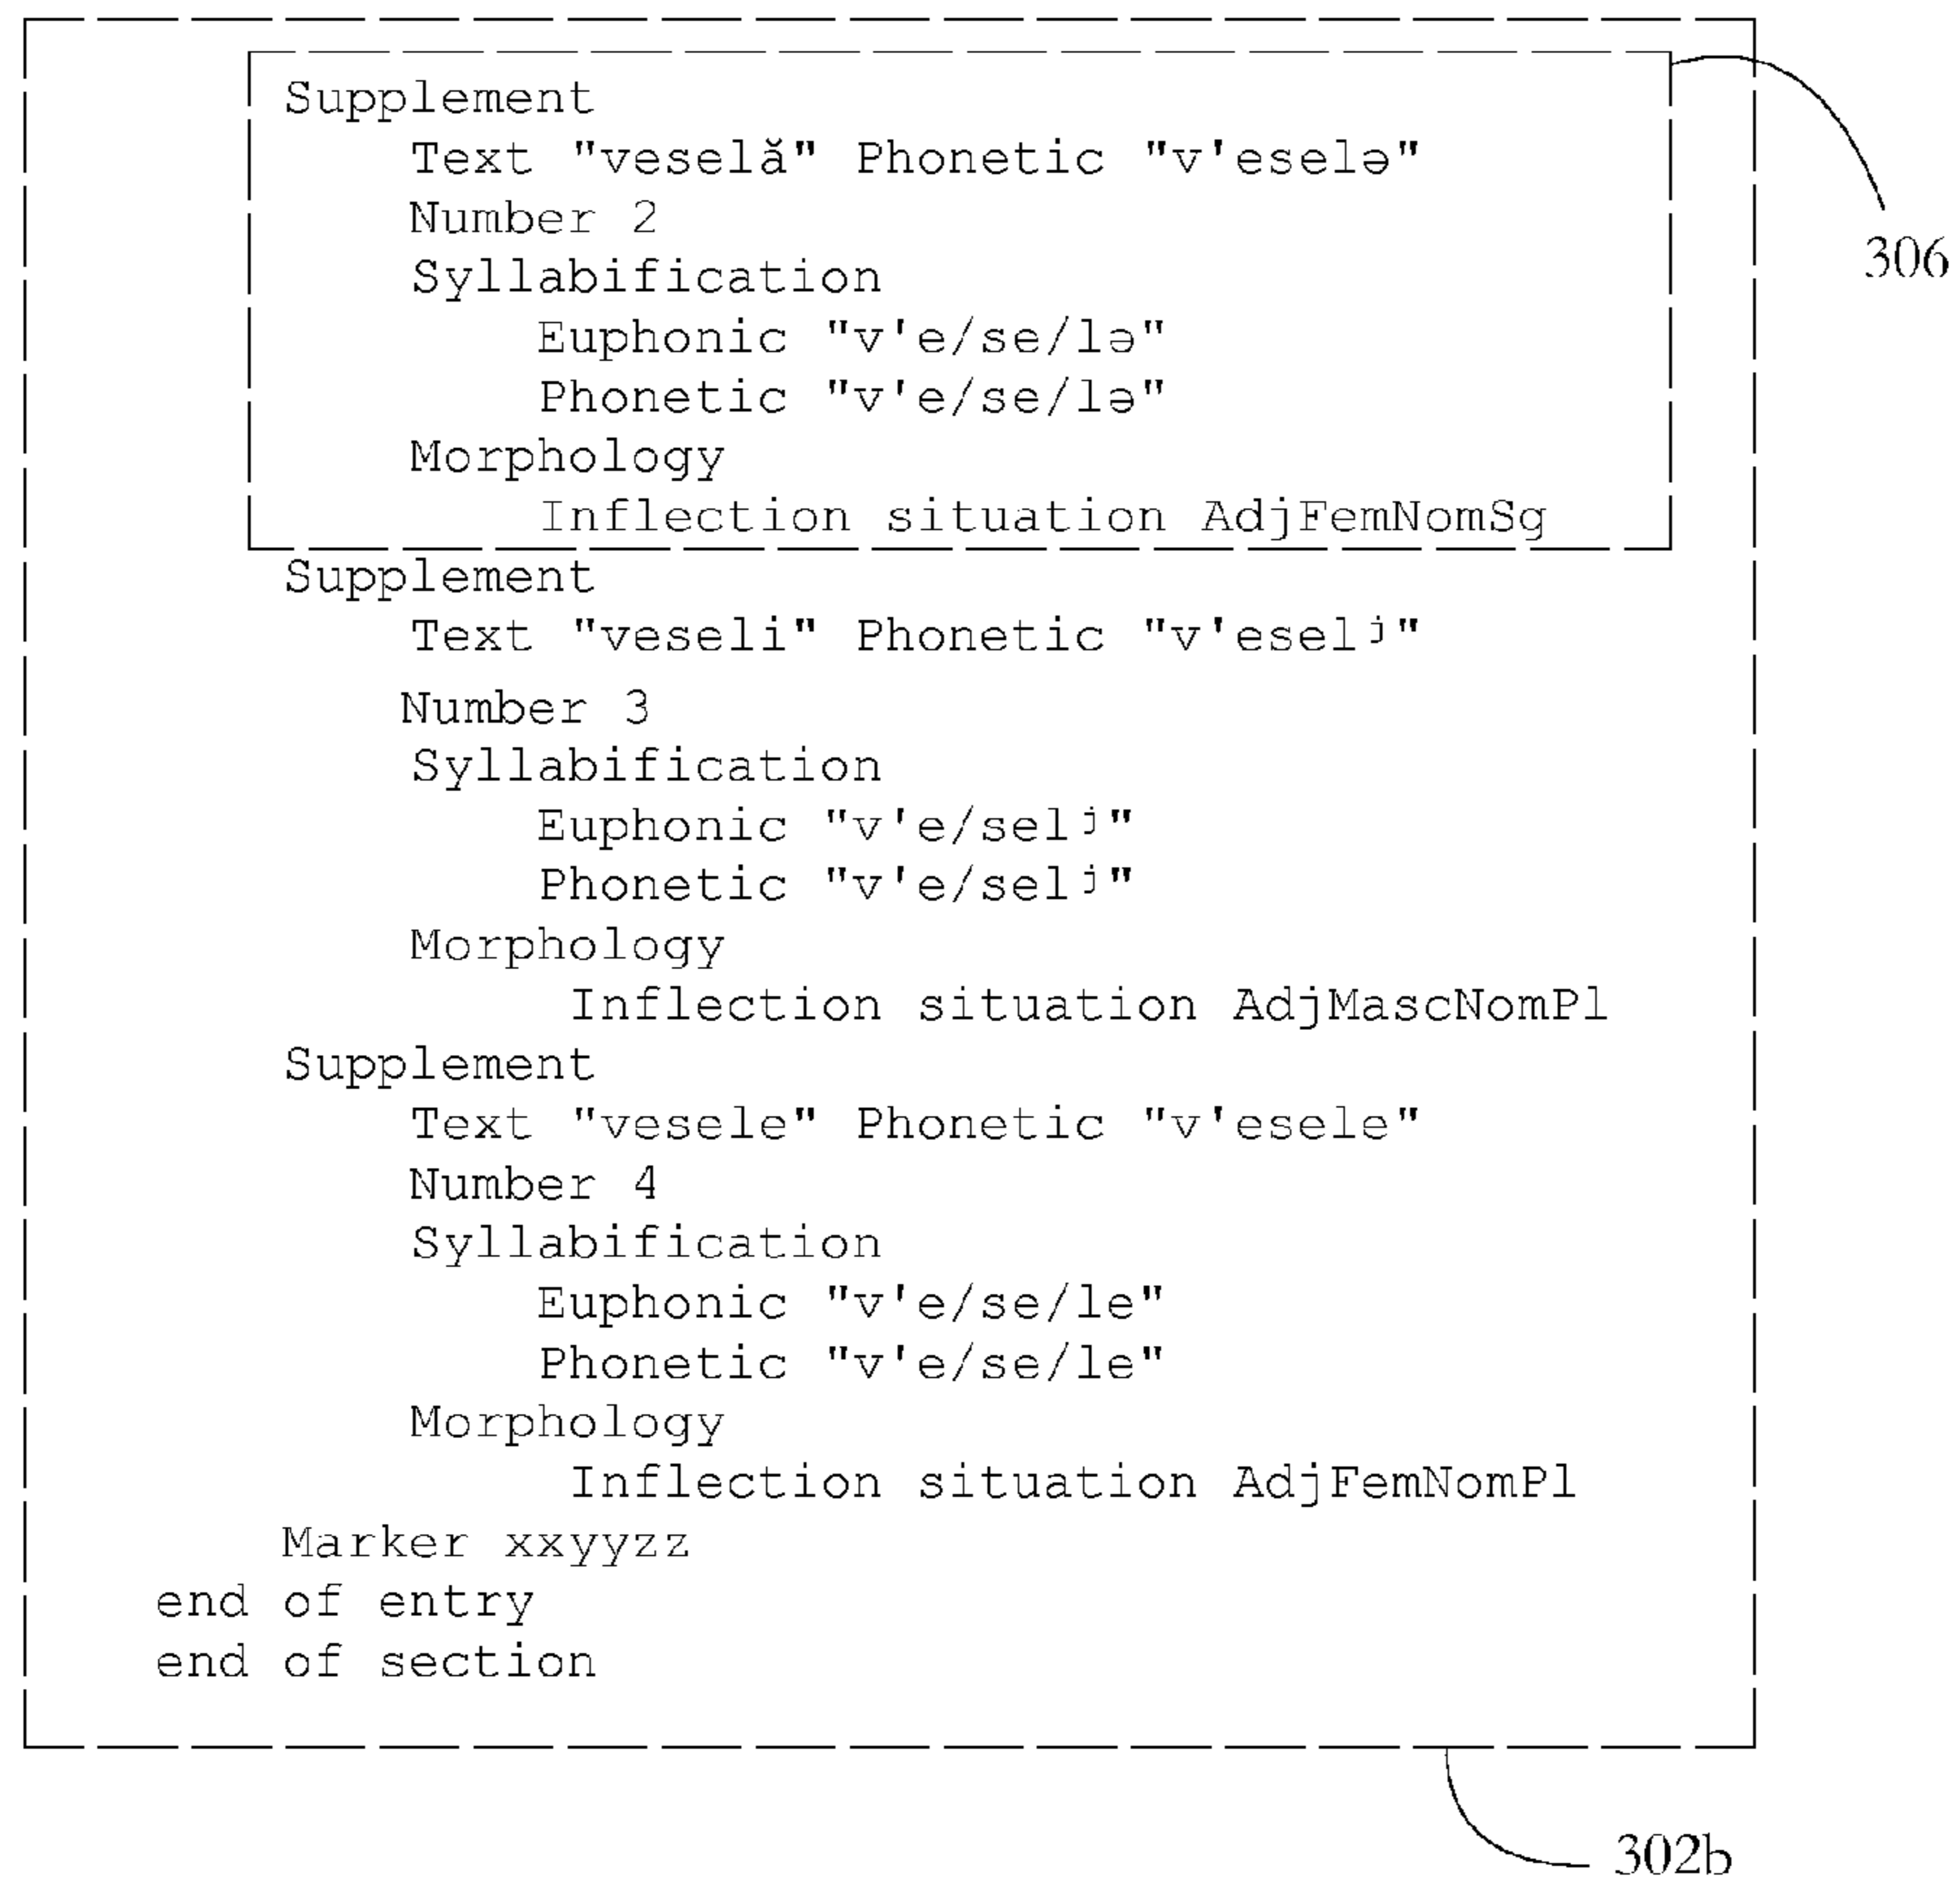 Supplement
Text "veselă" Phonetic "v'eselə"
306
Number 2
Syllabification
Euphonic "v'e/se/lə"
Phonetic "v'e/se/lə"
Morphology
Inflection situation AdjFemNomSg
Supplement
Text "veseli" Phonetic "v'eselʲ"
Number 3
Syllabification
Euphonic "v'e/selʲ"
Phonetic "v'e/selʲ"
Morphology
Inflection situation AdjMascNomPl
Supplement
Text "vesele" Phonetic "v'esele"
Number 4
Syllabification
Euphonic "v'e/se/le"
Phonetic "v'e/se/le"
Morphology
Inflection situation AdjFemNomPl
Marker xxyyzz
end of entry
end of section
302b